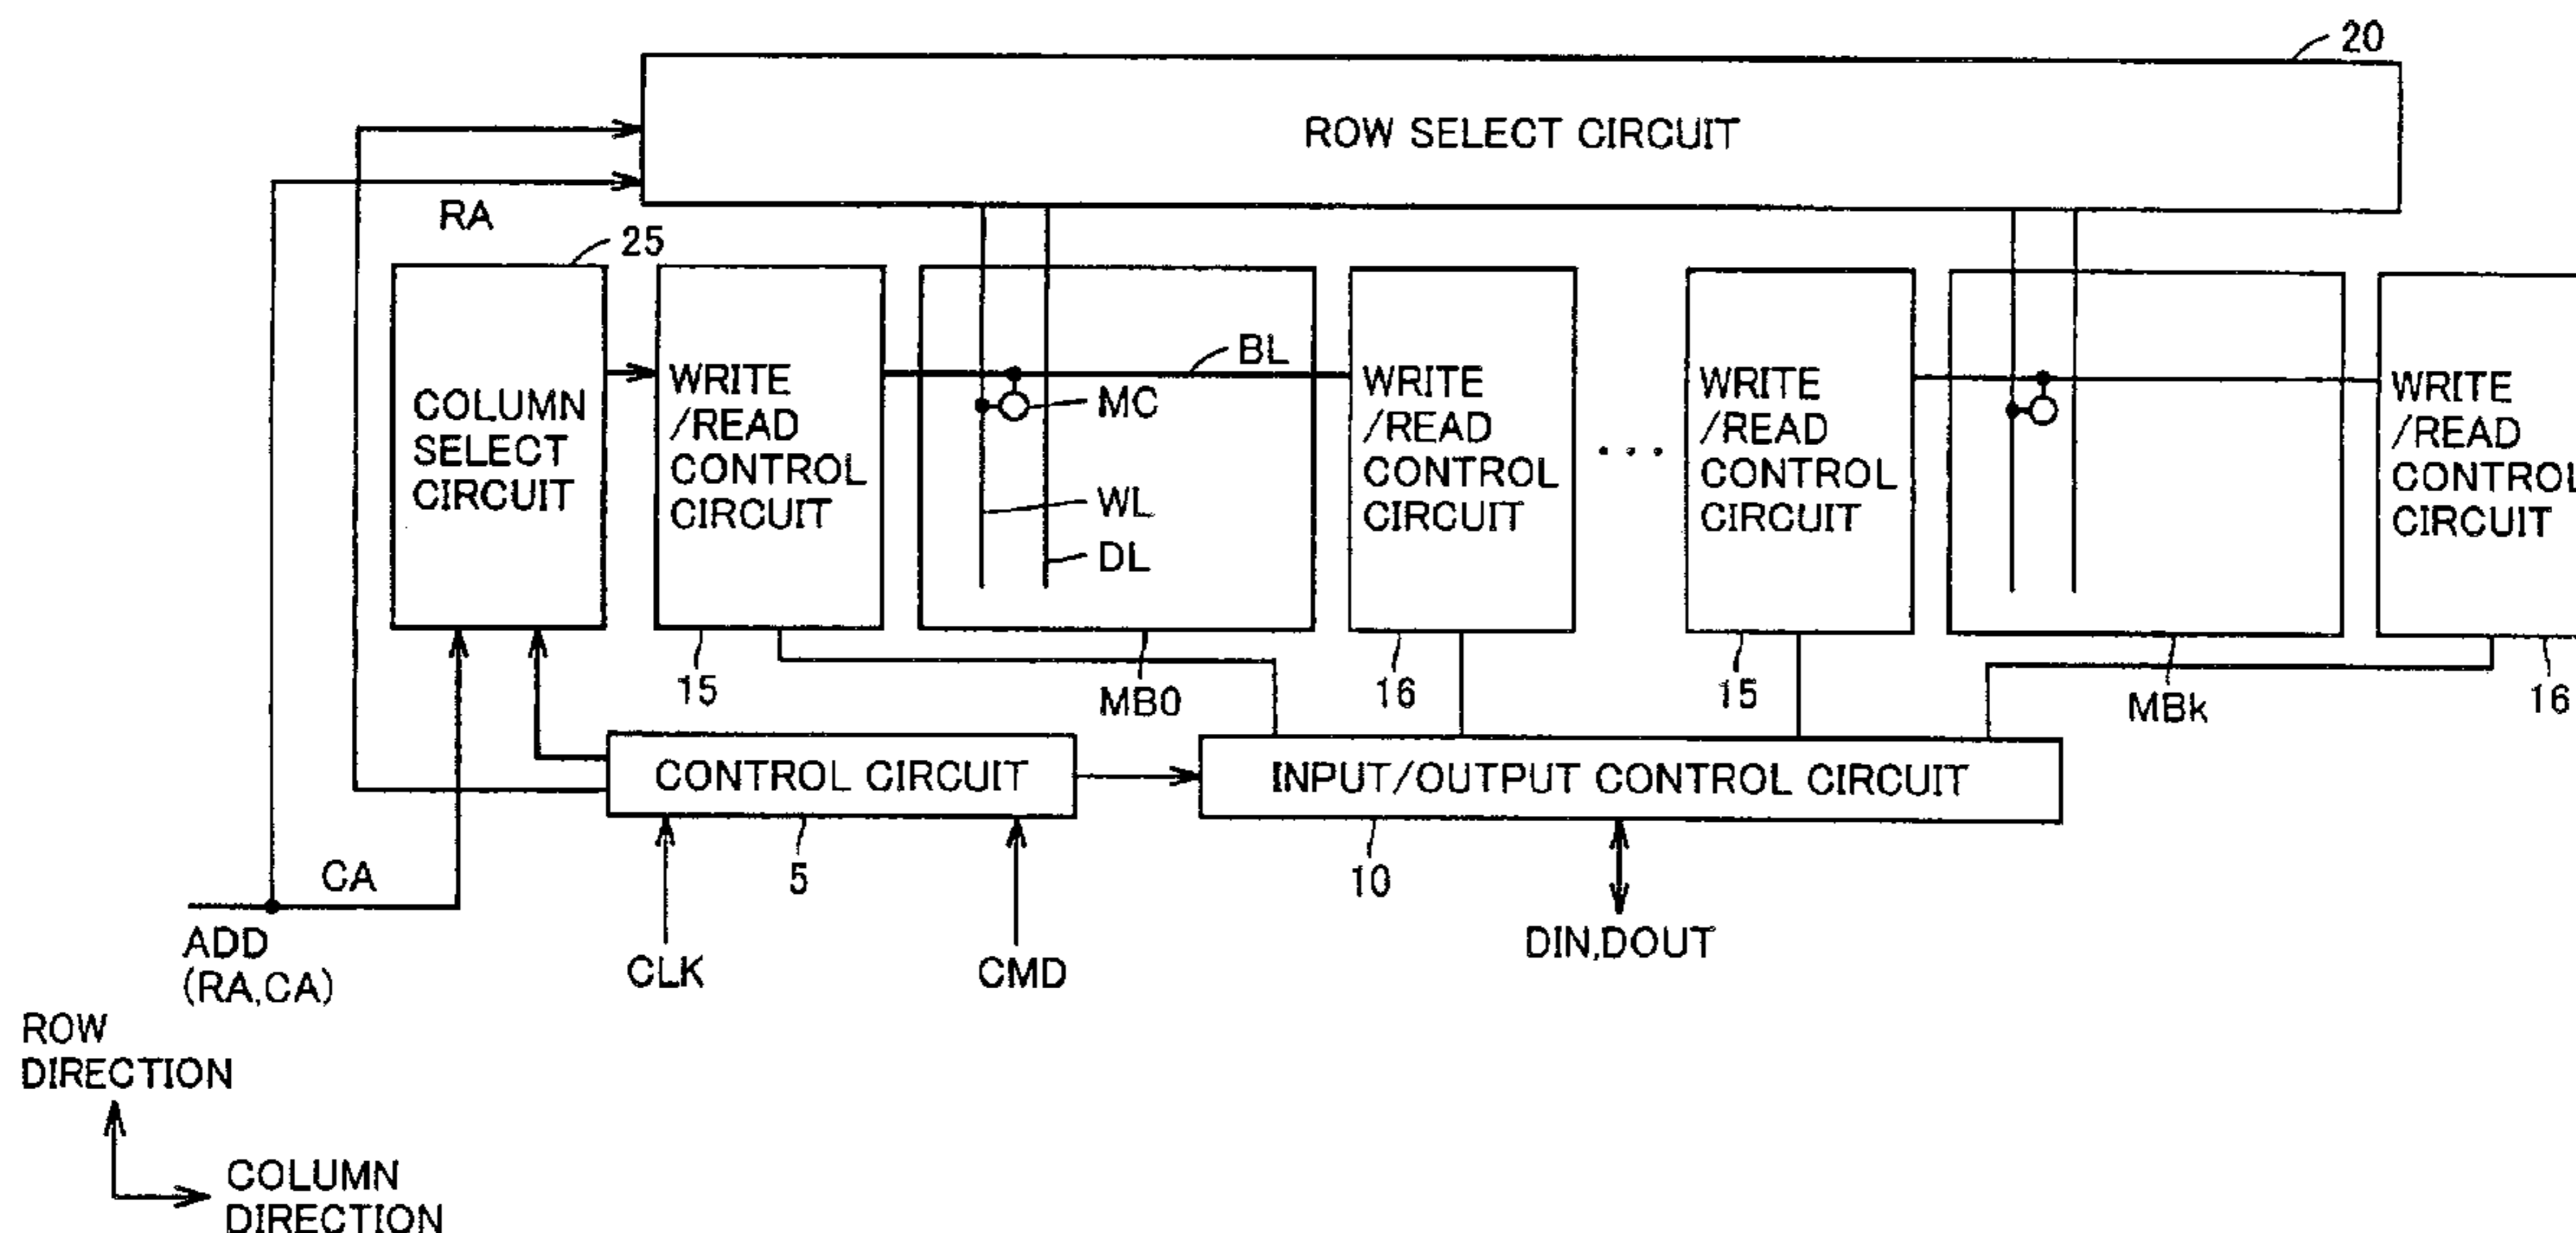 20
ROW SELECT CIRCUIT
RA
25
COLUMN
SELECT
CIRCUIT
WRITE
/READ
CONTROL
CIRCUIT
BL
MC
WL
DL
WRITE
/READ
CONTROL
CIRCUIT
...
WRITE
/READ
CONTROL
CIRCUIT
WRITE
/READ
CONTROL
CIRCUIT
15
MB0
16
15
MBk
16
CONTROL CIRCUIT
INPUT/OUTPUT CONTROL CIRCUIT
5
10
CA
ADD
(RA,CA)
CLK
CMD
DIN,DOUT
ROW
DIRECTION
COLUMN
DIRECTION